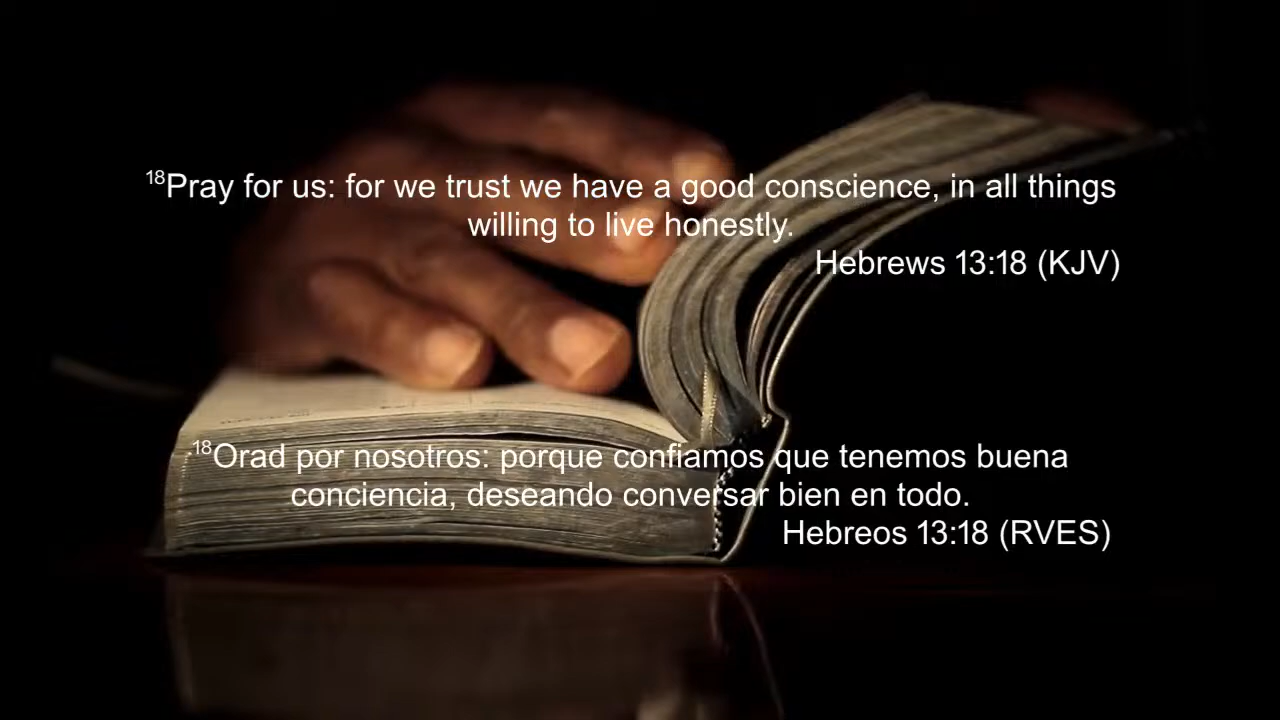 18Pray for us: for we trust we have a good conscience, in all things
willing to live honestly.
Hebrews 13:18 (KJV)
18Orad por nosotros: porque confiamos que tenemos buena
conciencia, deseando conversar bien en todo.
Hebreos 13:18 (RVES)